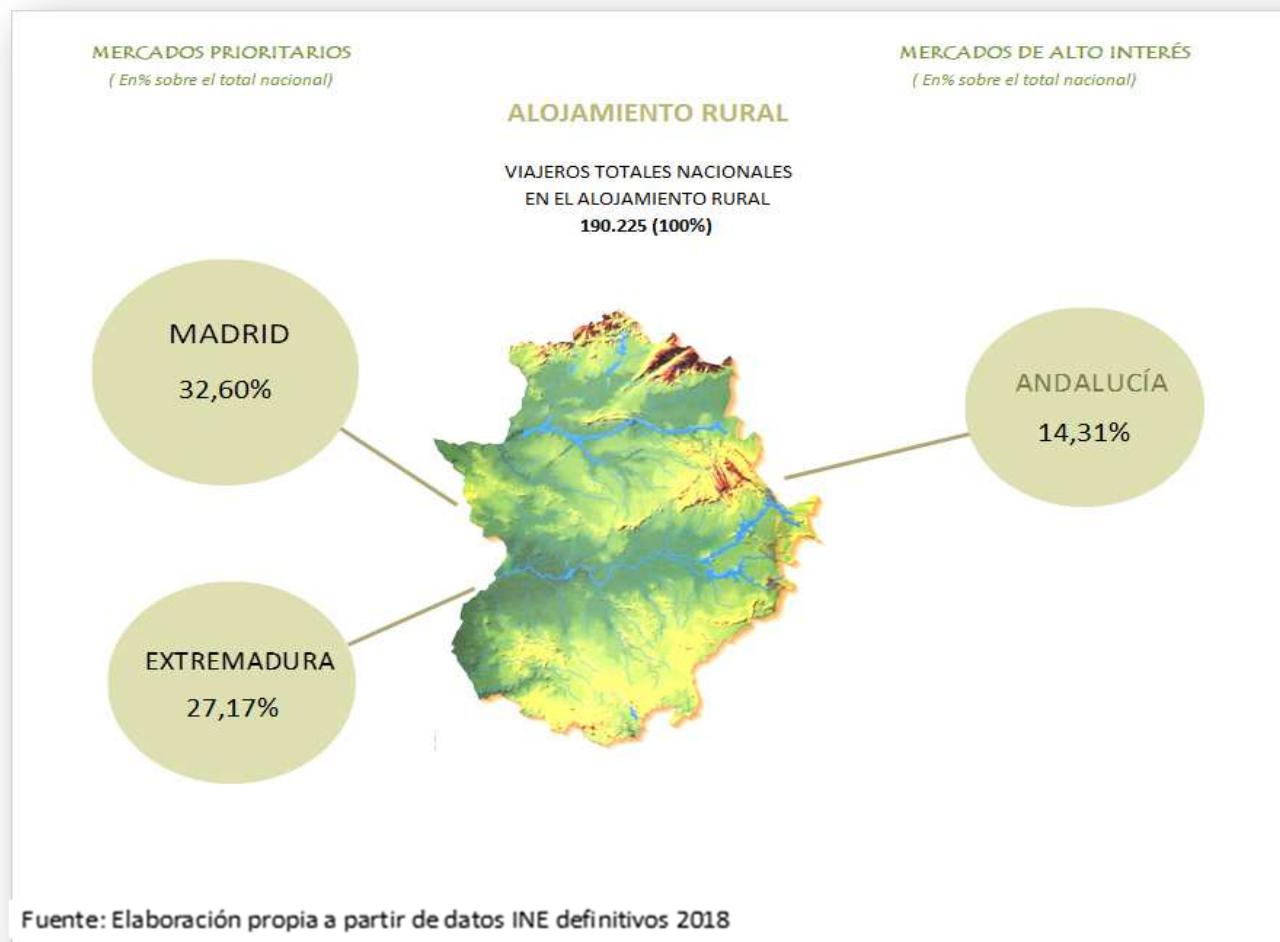 MERCADOS PRIORITARIOS
( En% sobre el total nacional)
MERCADOS DE ALTO INTERÉS
( En% sobre el total nacional)
ALOJAMIENTO RURAL
VIAJEROS TOTALES NACIONALES
EN EL ALOJAMIENTO RURAL
190.225 (100%)
MADRID
32,60%
ANDALUCÍA
14,31%
EXTREMADURA
27,17%
Fuente: Elaboración propia a partir de datos INE definitivos 2018